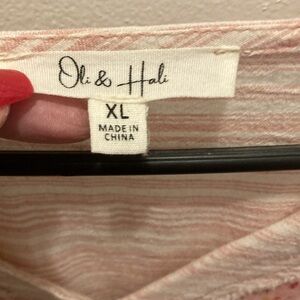 Oli & Hali
XL
MADE IN
CHINA